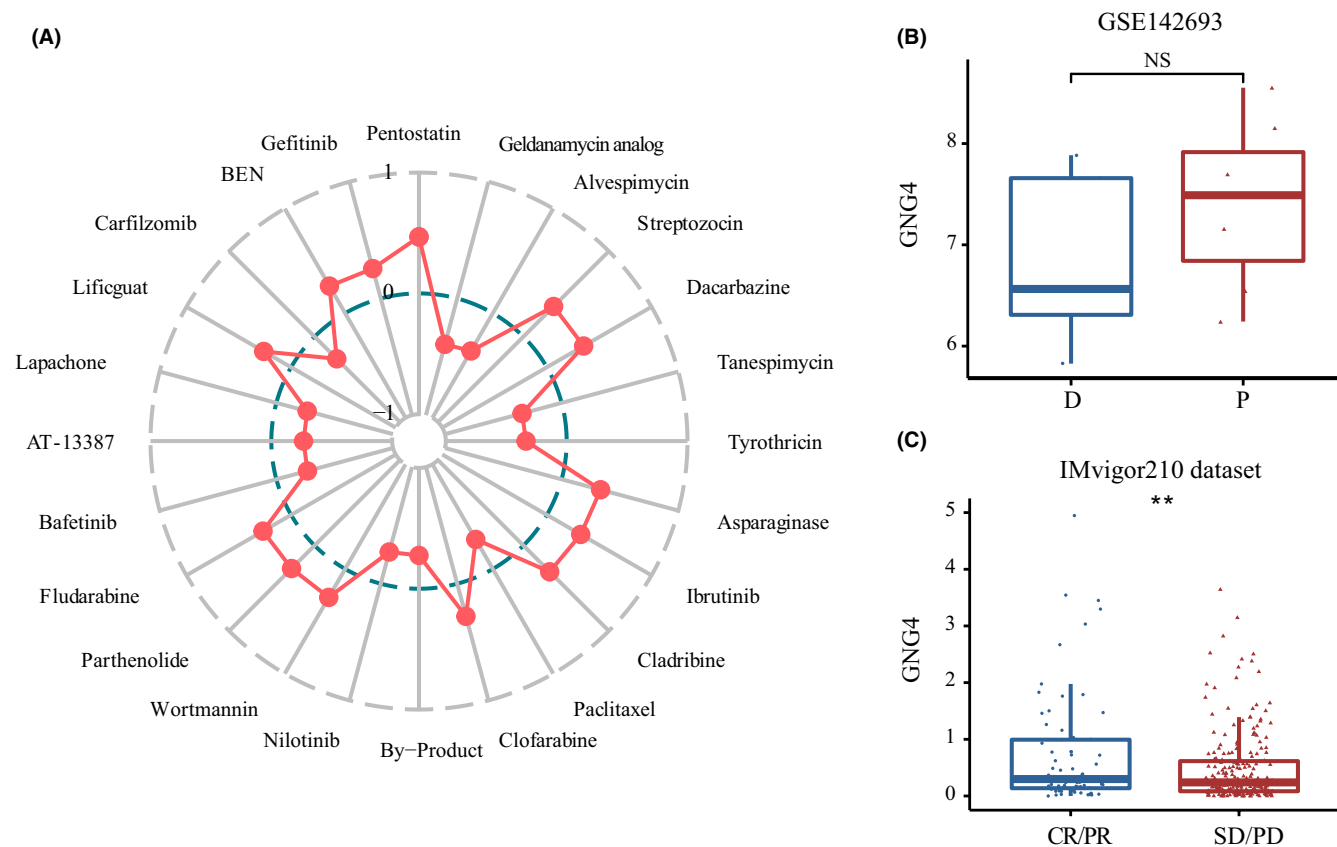 (A)
Pentostatin
Geldanamycin analog
Alvespimycin
Streptozocin
Dacarbazine
Tanespimycin
Tyrothricin
Asparaginase
Ibrutinib
Cladribine
Paclitaxel
Clofarabine
By−Product
Nilotinib
Wortmannin
Parthenolide
Fludarabine
Bafetinib
AT-13387
Lapachone
Lificguat
Carfilzomib
BEN
Gefitinib
1
0
−1
(B)
GSE142693
NS
GNG4
8
7
6
D P
(C)
IMvigor210 dataset
**
GNG4
5
4
3
2
1
0
CR/PR SD/PD